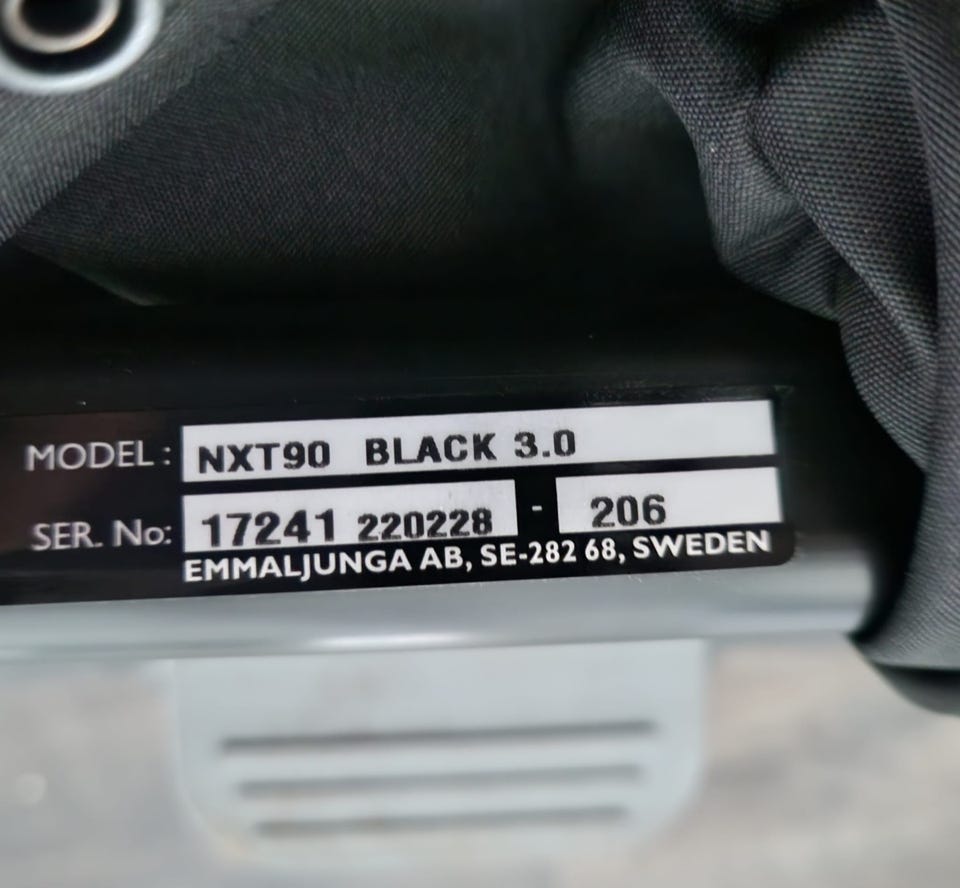 MODEL: NXT90 BLACK 3.0
SER. No: 17241 220228 - 206
EMMALJUNGA AB, SE-282 68, SWEDEN